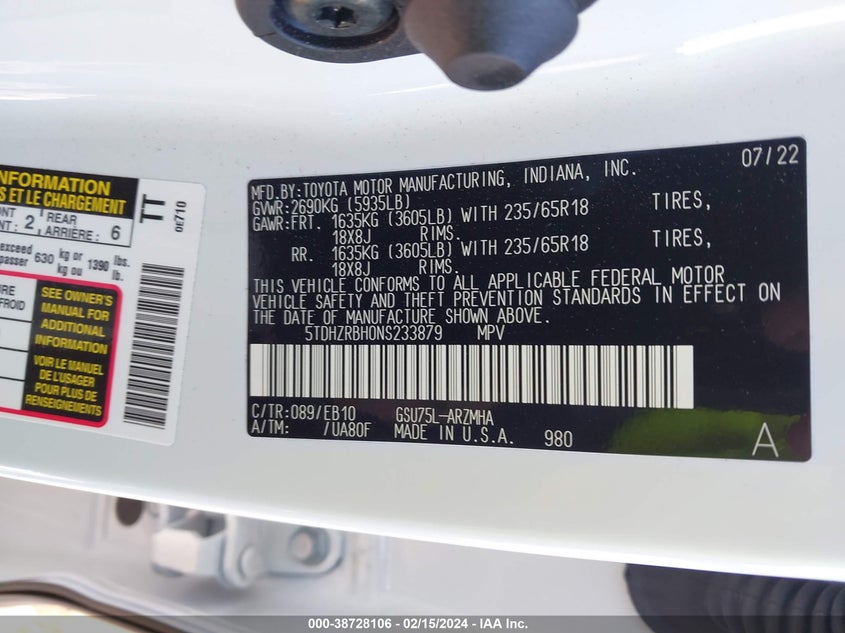 INFORMATION
S ET LE CHARGEMENT
2 REAR
ARRIÈRE: 6
exceed 630 kg or 1390 lbs.
passer kg ou lb.
TT
0E710
FROID
SEE OWNER'S
MANUAL FOR
ADDITIONAL
INFORMATION
VOIR LE MANUEL
DE L'USAGER
POUR PLUS DE
RENSEIGNEMENTS
07/22
MFD.BY:TOYOTA MOTOR MANUFACTURING, INDIANA, INC.
GVWR:2690KG (5935LB)
GAWR:FRT. 1635KG (3605LB) WITH 235/65R18 TIRES,
18X8J RIMS.
RR. 1635KG (3605LB) WITH 235/65R18 TIRES,
18X8J RIMS.
THIS VEHICLE CONFORMS TO ALL APPLICABLE FEDERAL MOTOR
VEHICLE SAFETY AND THEFT PREVENTION STANDARDS IN EFFECT ON
THE DATE OF MANUFACTURE SHOWN ABOVE.
5TDHZRBH0NS233879 MPV
C/TR:089/EB10 GSU75L-ARZMHA
A/TM: /UA80F MADE IN U.S.A. 980
A
000-38728106 - 02/15/2024 - IAA Inc.